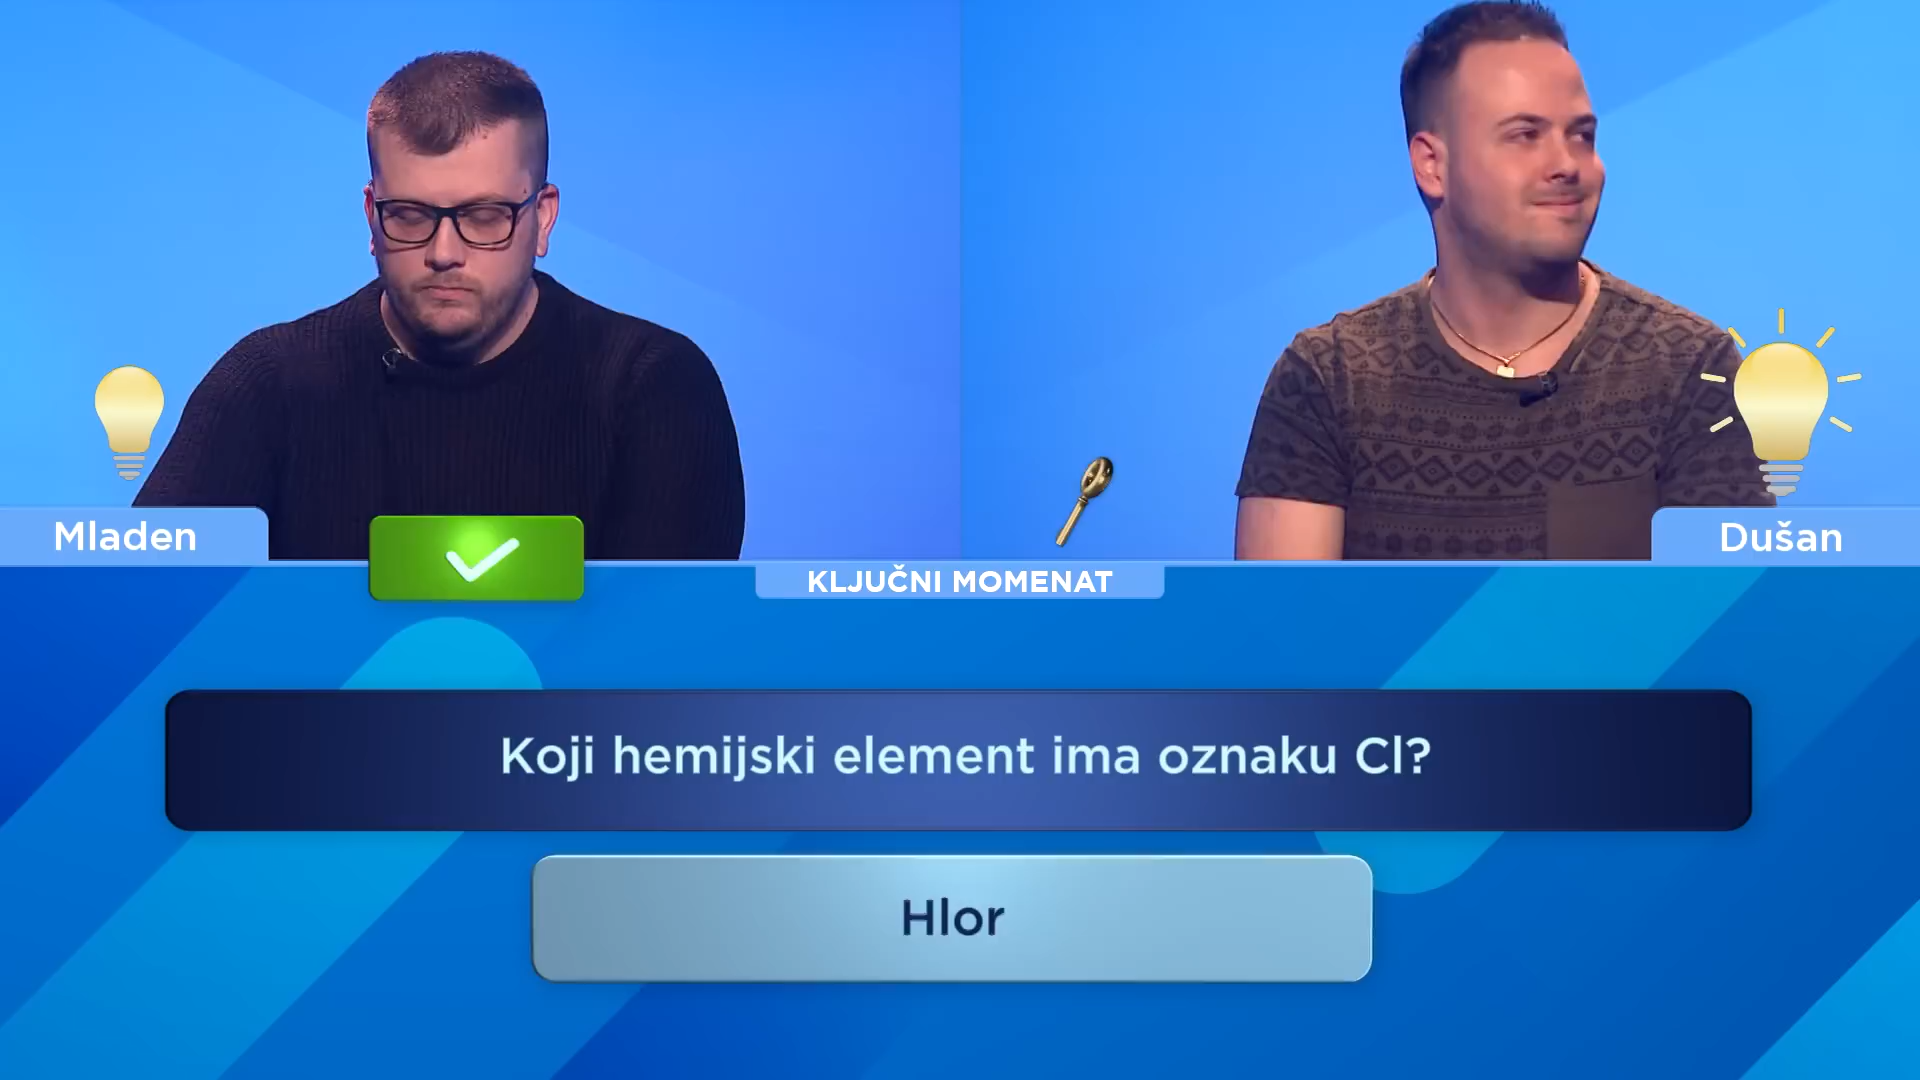 Mladen
Dušan
KLJUČNI MOMENAT
Koji hemijski element ima oznaku Cl?
Hlor